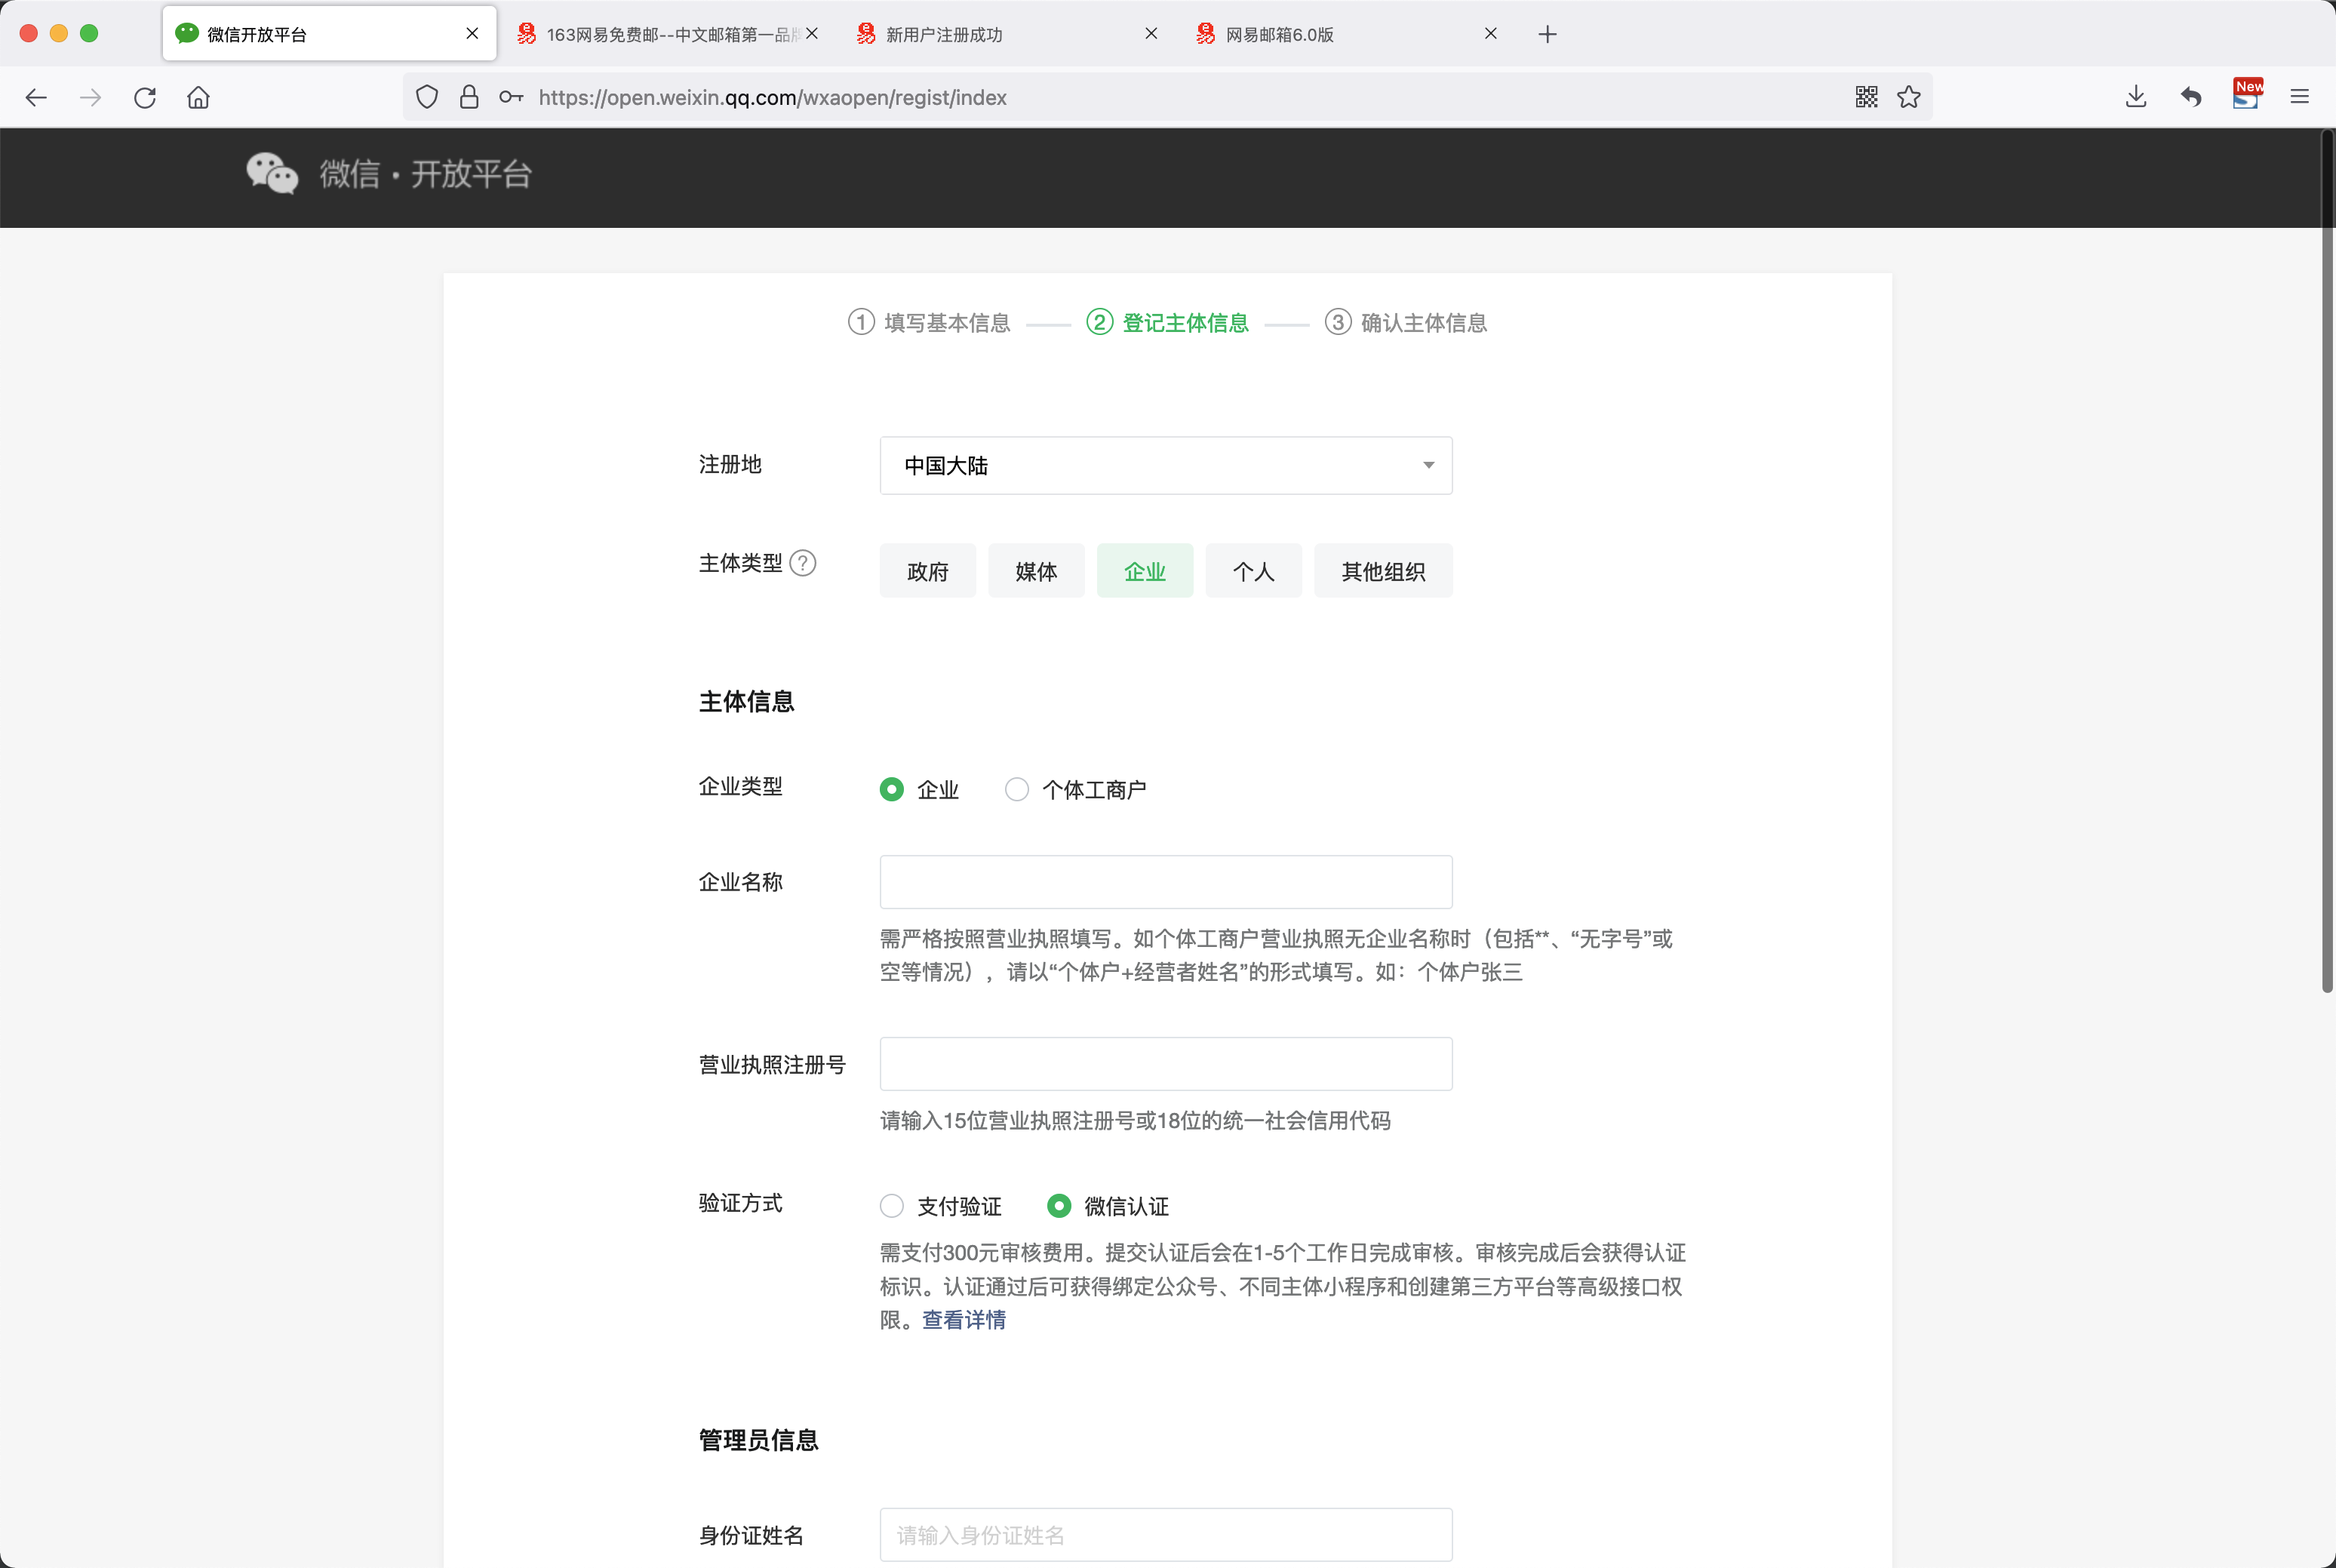 微信开放平台
163网易免费邮--中文邮箱第一品
新用户注册成功
网易邮箱6.0版
https://open.weixin.qq.com/wxaopen/regist/index
New
微信·开放平台
1 填写基本信息
2 登记主体信息
3 确认主体信息
注册地
中国大陆
主体类型 ?
政府
媒体
企业
个人
其他组织
主体信息
企业类型
企业
个体工商户
企业名称
需严格按照营业执照填写。如个体工商户营业执照无企业名称时（包括**、“无字号”或
空等情况），请以“个体户+经营者姓名”的形式填写。如：个体户张三
营业执照注册号
请输入15位营业执照注册号或18位的统一社会信用代码
验证方式
支付验证
微信认证
需支付300元审核费用。提交认证后会在1-5个工作日完成审核。审核完成后会获得认证
标识。认证通过后可获得绑定公众号、不同主体小程序和创建第三方平台等高级接口权
限。查看详情
管理员信息
身份证姓名
请输入身份证姓名